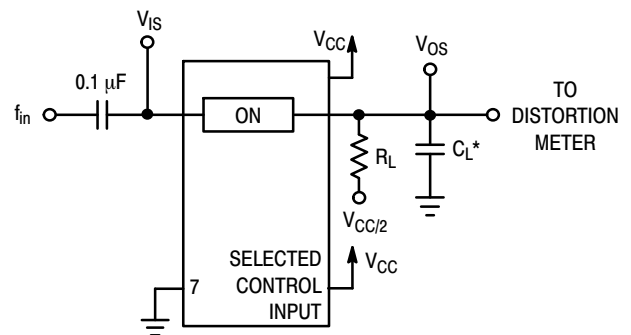 V_IS
V_CC
V_OS
0.1 μF
f_in
ON
TO
DISTORTION
METER
R_L
C_L*
V_CC/2
SELECTED
CONTROL
INPUT
V_CC
7